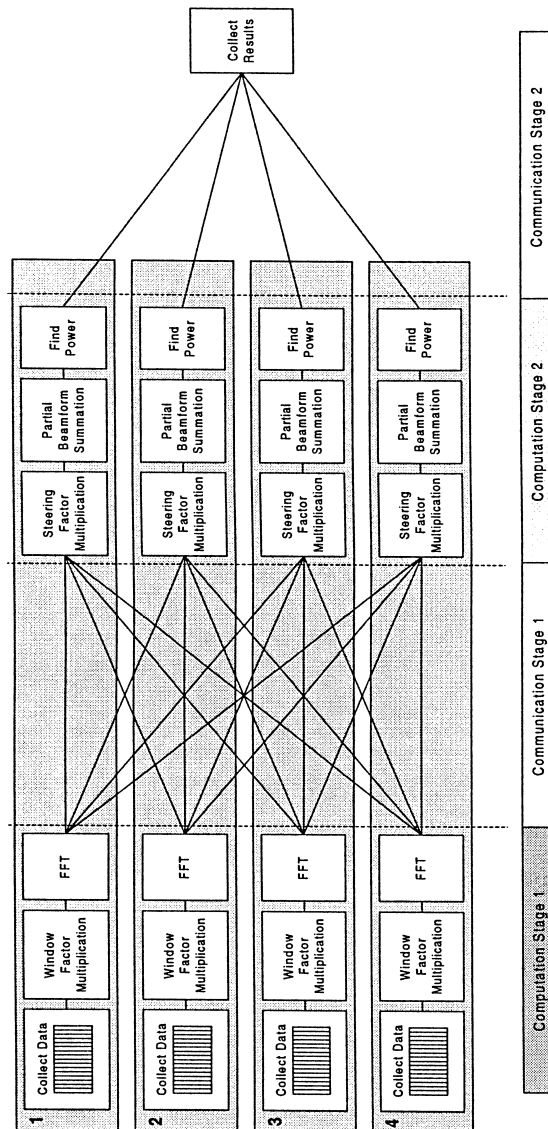 1
Collect Data
Window
Factor
Multiplication
FFT
Steering
Factor
Multiplication
Partial
Beamform
Summation
Find
Power
2
Collect Data
Window
Factor
Multiplication
FFT
Steering
Factor
Multiplication
Partial
Beamform
Summation
Find
Power
3
Collect Data
Window
Factor
Multiplication
FFT
Steering
Factor
Multiplication
Partial
Beamform
Summation
Find
Power
4
Collect Data
Window
Factor
Multiplication
FFT
Steering
Factor
Multiplication
Partial
Beamform
Summation
Find
Power
Collect
Results
Computation Stage 1
Communication Stage 1
Computation Stage 2
Communication Stage 2